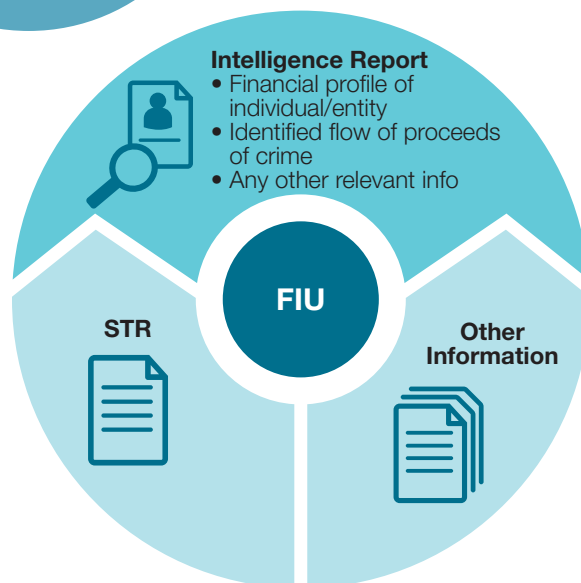 Intelligence Report
• Financial profile of
individual/entity
• Identified flow of proceeds
of crime
• Any other relevant info
FIU
STR
Other
Information